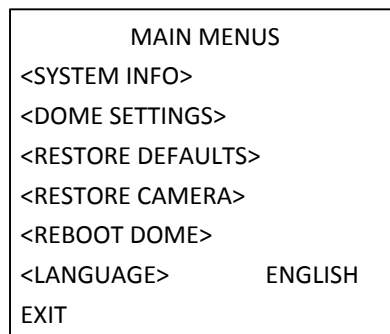 MAIN MENUS
<SYSTEM INFO>
<DOME SETTINGS>
<RESTORE DEFAULTS>
<RESTORE CAMERA>
<REBOOT DOME>
<LANGUAGE> ENGLISH
EXIT